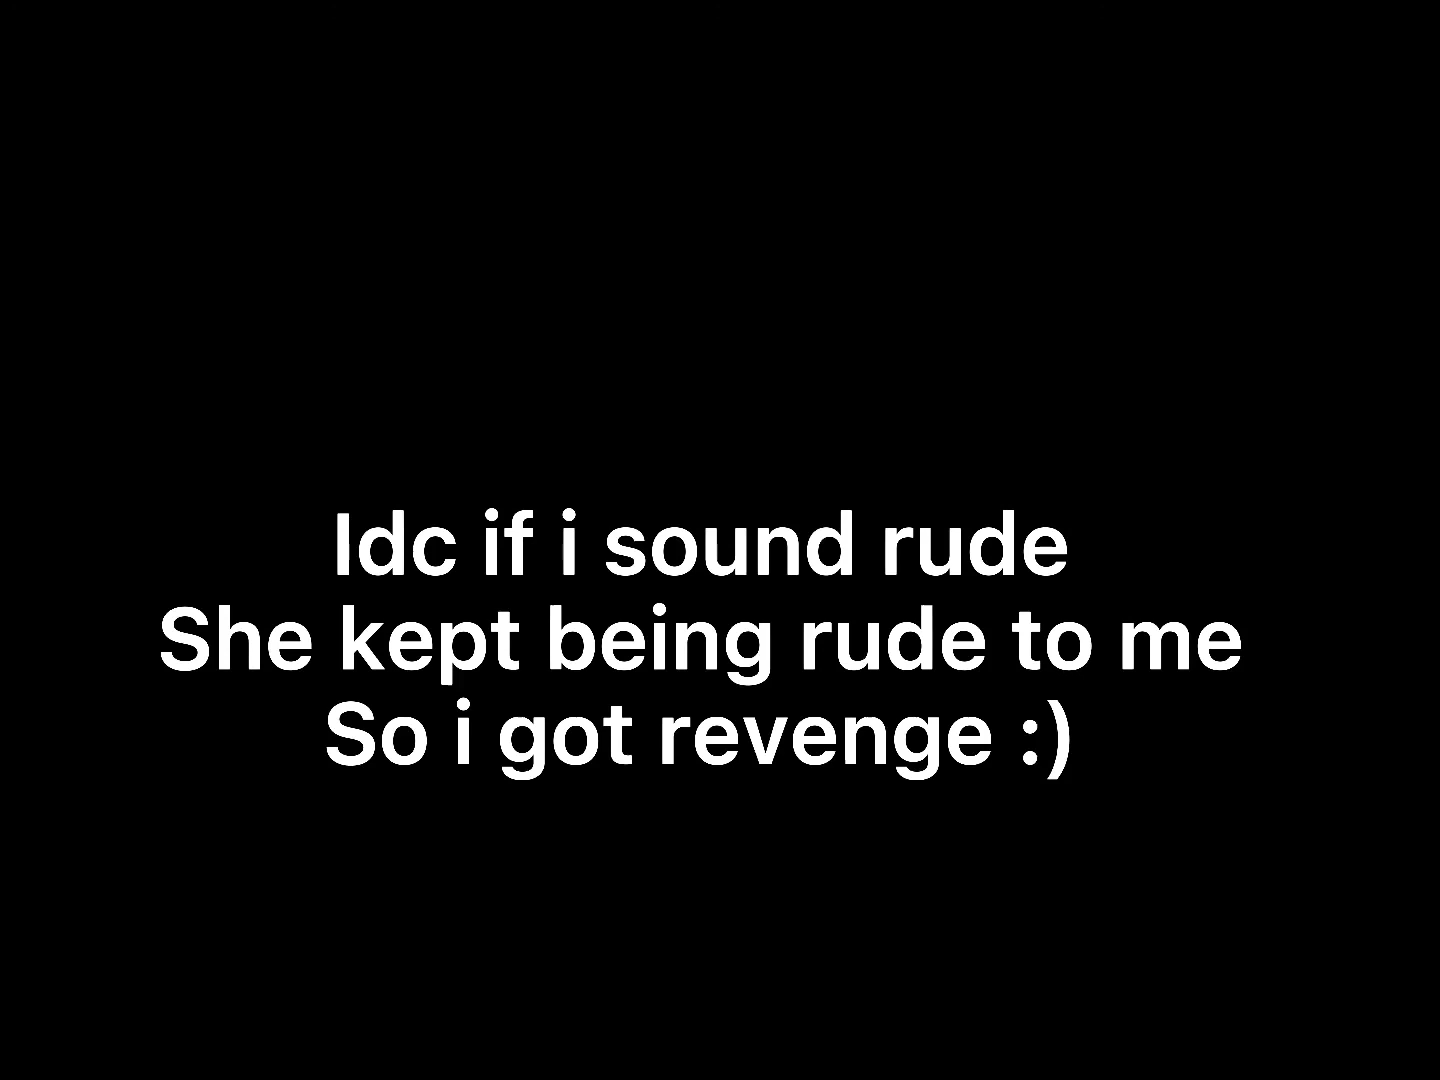 Idc if i sound rude
She kept being rude to me
So i got revenge :)